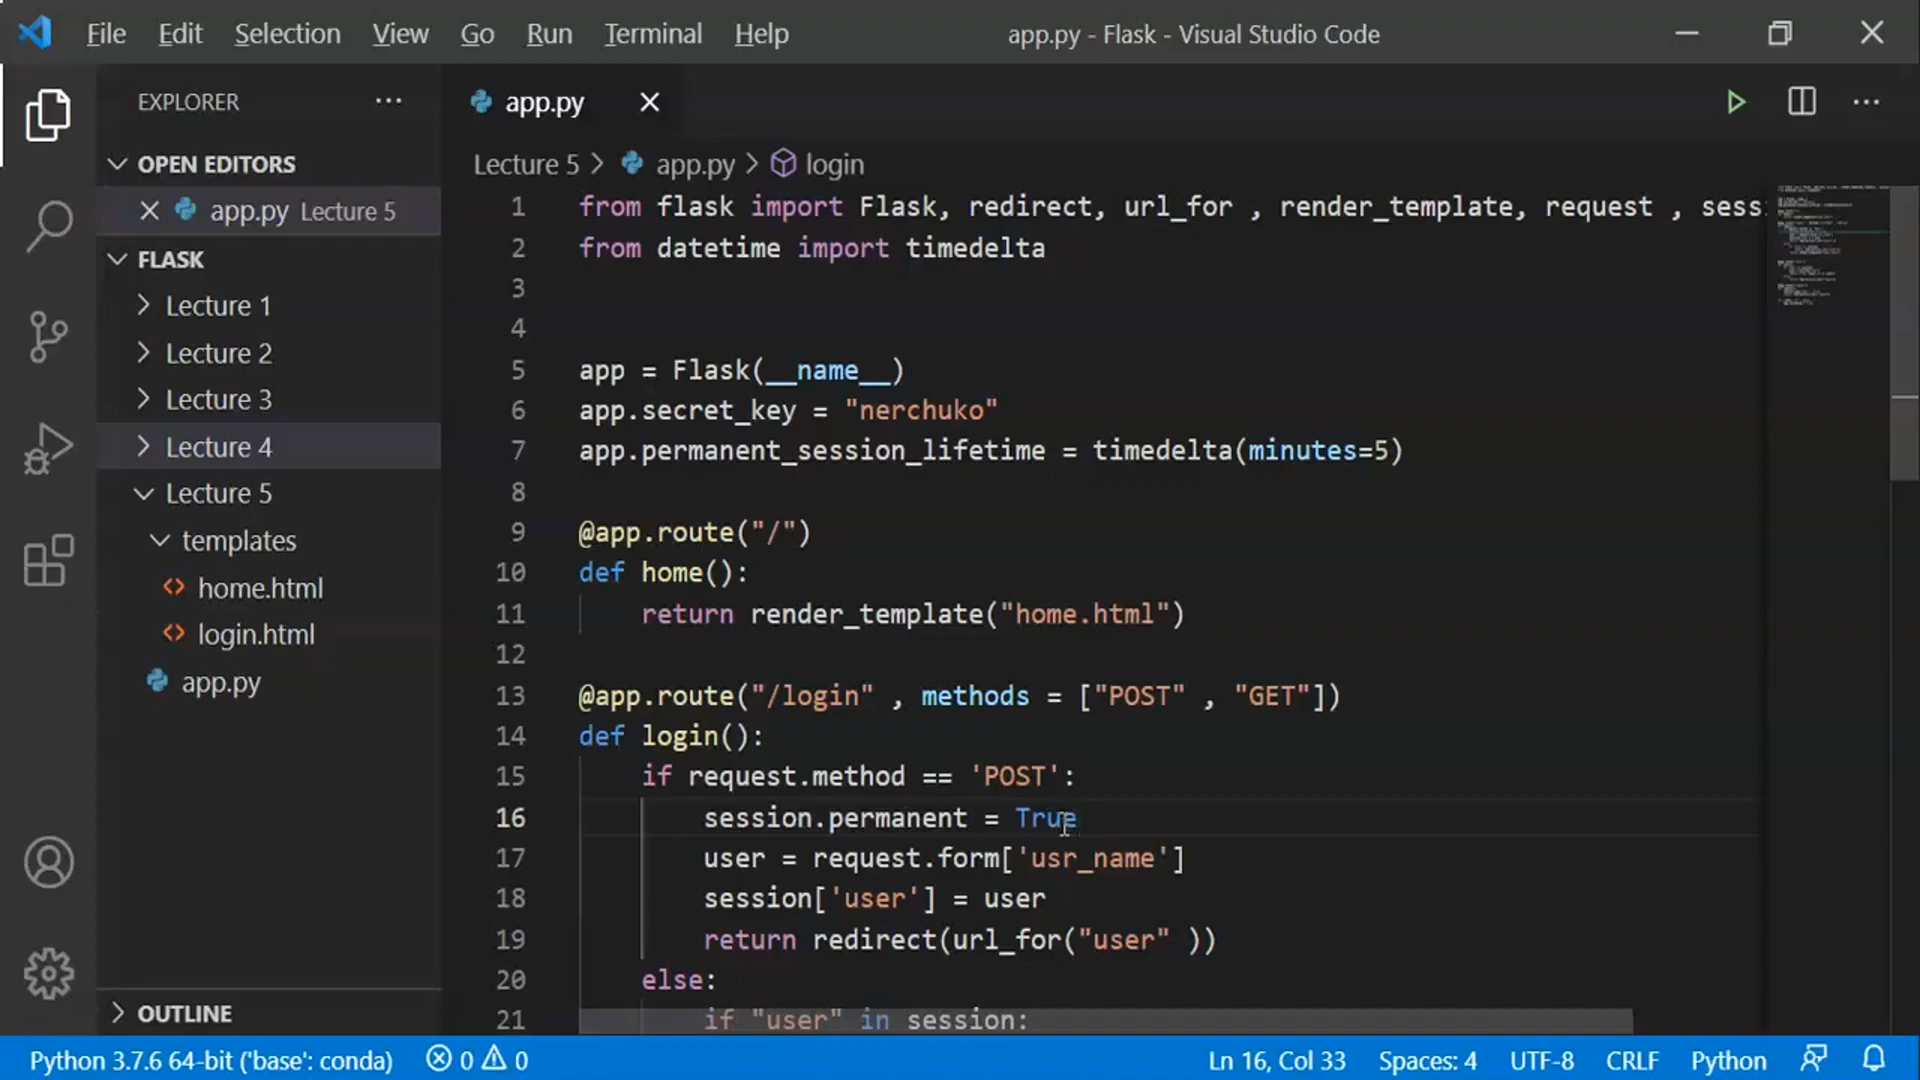 File Edit Selection View Go Run Terminal Help app.py - Flask - Visual Studio Code
EXPLORER
OPEN EDITORS
app.py Lecture 5
FLASK
Lecture 1
Lecture 2
Lecture 3
Lecture 4
Lecture 5
templates
home.html
login.html
app.py
OUTLINE
app.py
Lecture 5 > app.py > login
1 from flask import Flask, redirect, url_for , render_template, request , sess
2 from datetime import timedelta
3
4
5 app = Flask(__name__)
6 app.secret_key = "nerchuko"
7 app.permanent_session_lifetime = timedelta(minutes=5)
8
9 @app.route("/")
10 def home():
11 return render_template("home.html")
12
13 @app.route("/login" , methods = ["POST" , "GET"])
14 def login():
15 if request.method == 'POST':
16 session.permanent = True
17 user = request.form['usr_name']
18 session['user'] = user
19 return redirect(url_for("user" ))
20 else:
21 if "user" in session:
Python 3.7.6 64-bit ('base': conda) 0 0 Ln 16, Col 33 Spaces: 4 UTF-8 CRLF Python